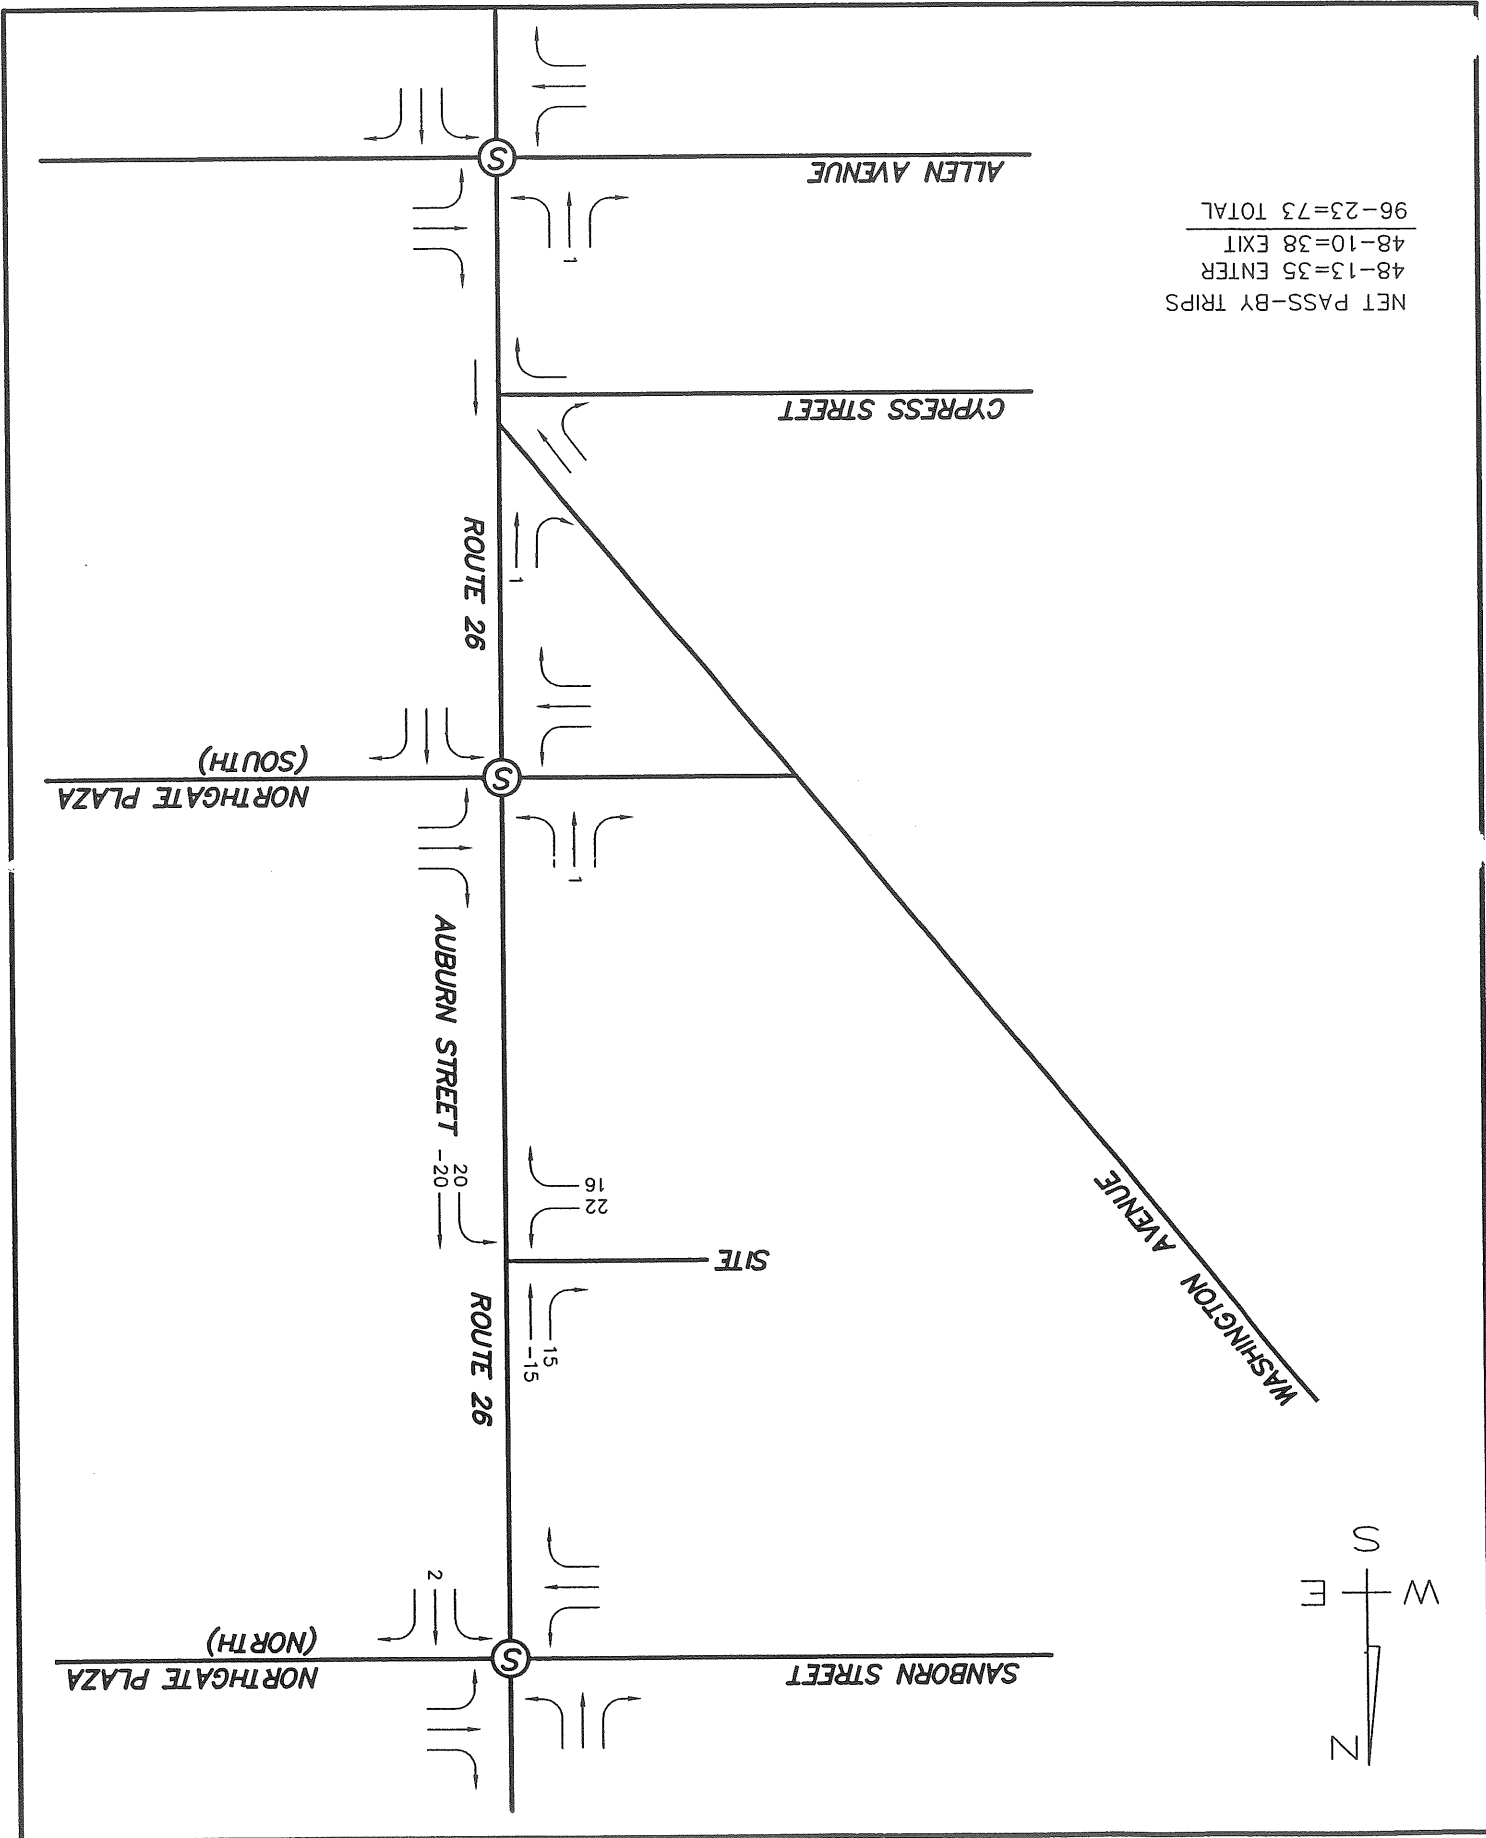 N
W E
S
SANBORN STREET
NORTHGATE PLAZA
(NORTH)
S
2
WASHINGTON AVENUE
ROUTE 26
15
-15
SITE
22
16
20
-20
AUBURN STREET
NORTHGATE PLAZA
(SOUTH)
S
1
ROUTE 26
1
CYPRESS STREET
NET PASS-BY TRIPS
48-13=35 ENTER
48-10=38 EXIT
96-23=73 TOTAL
ALLEN AVENUE
S
1